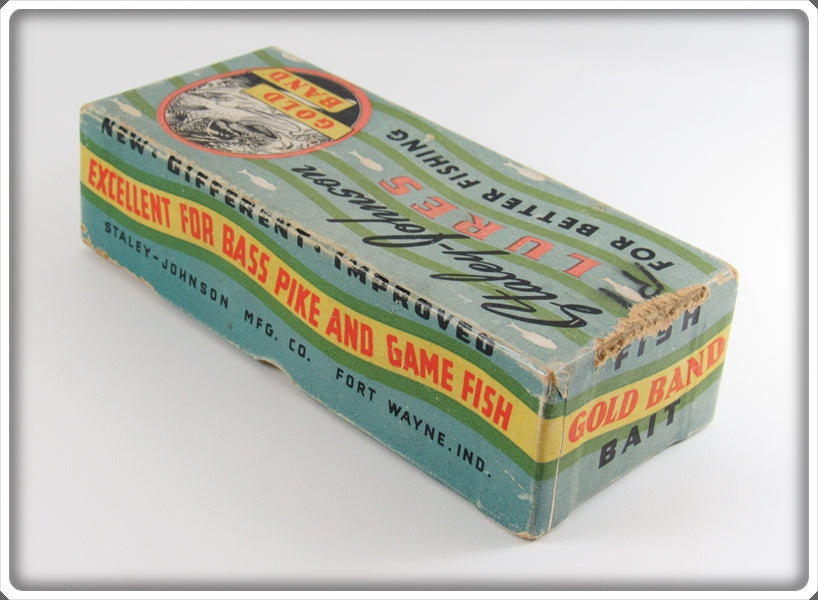 GOLD
BAND
Staley-Johnson
LURES
FOR BETTER FISHING
NEW. DIFFERENT. IMPROVED
EXCELLENT FOR BASS PIKE AND GAME FISH
STALEY-JOHNSON MFG. CO. FORT WAYNE. IND.
FISH
GOLD BAND
BAIT